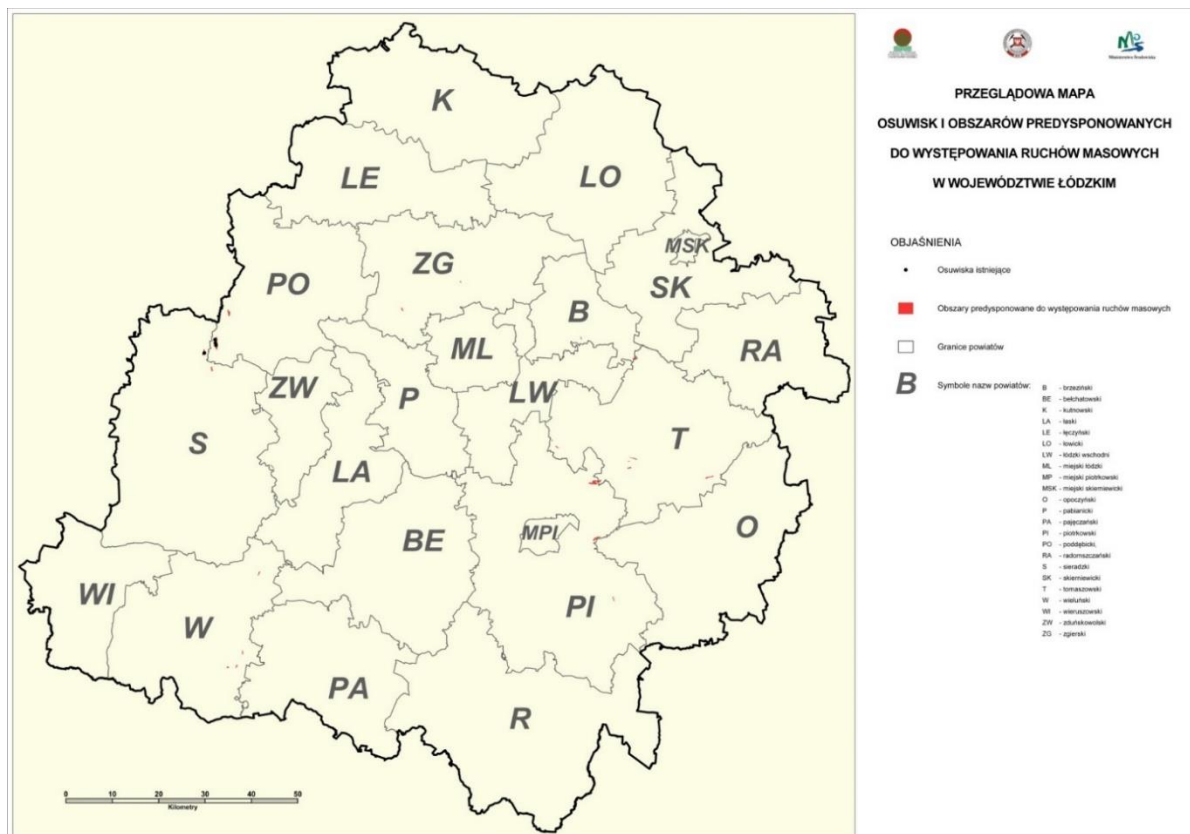 K
LE
LO
MSK
PO
ZG
SK
B
ML
RA
ZW
P
LW
S
T
LA
BE
MPI
O
WI
W
PI
PA
R
0 10 20 30 40 50
Kilometry
Ministerstwo Środowiska
PRZEGLĄDOWA MAPA
OSUWISK I OBSZARÓW PREDYSPONOWANYCH
DO WYSTĘPOWANIA RUCHÓW MASOWYCH
W WOJEWÓDZTWIE ŁÓDZKIM
OBJAŚNIENIA
Osuwiska istniejące
Obszary predysponowane do występowania ruchów masowych
Granice powiatów
B Symbole nazw powiatów:
B - brzeziński
BE - bełchatowski
K - kutnowski
LA - łaski
LE - łęczyński
LO - łowicki
LW - łódzki wschodni
ML - miejski łódzki
MP - miejski piotrkowski
MSK - miejski skierniewicki
O - opoczyński
P - pabianicki
PA - pajęczański
PI - piotrkowski
PO - poddębicki,
RA - radomszczański
S - sieradzki
SK - skierniewicki
T - tomaszowski
W - wieluński
WI - wieruszowski
ZW - zduńskowolski
ZG - zgierski